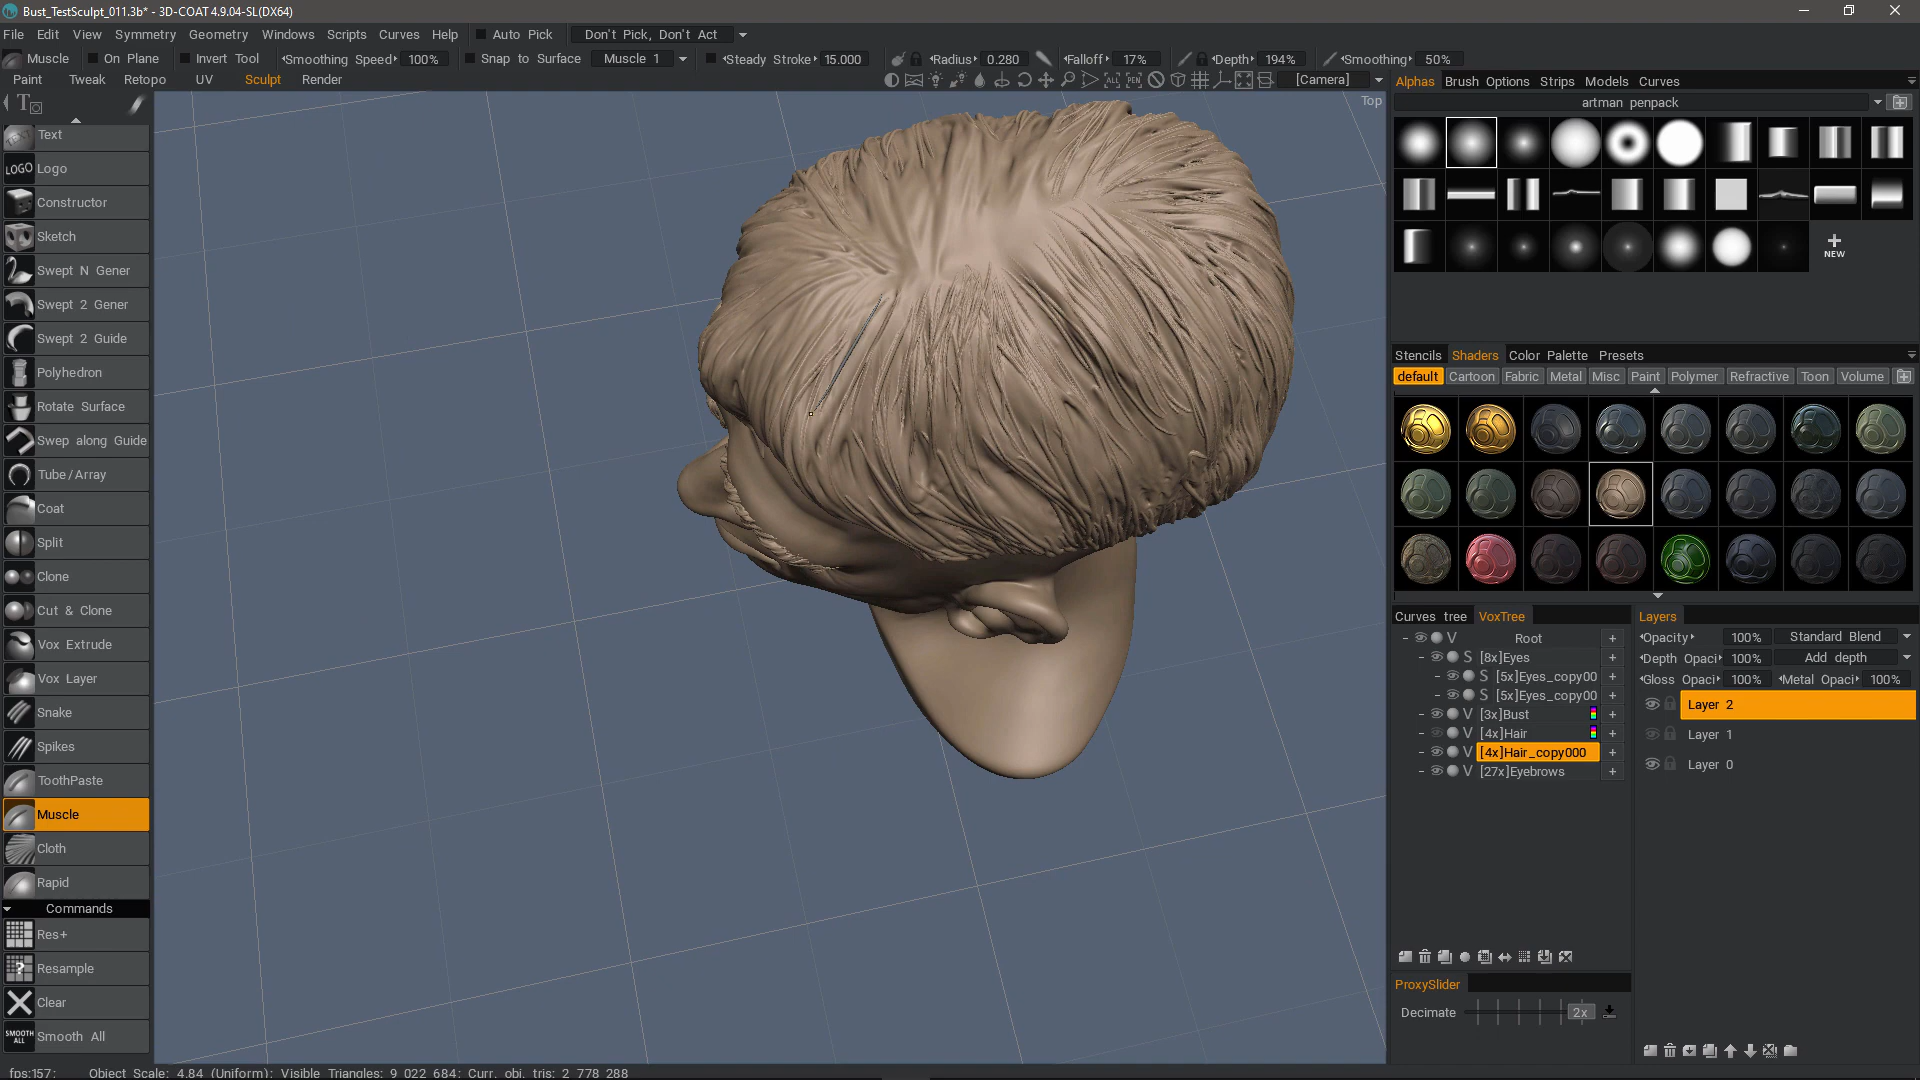 Bust_TestSculpt_011.3b* - 3D-COAT 4.9.04-SL(DX64)
File Edit View Symmetry Geometry Windows Scripts Curves Help Auto Pick Don't Pick, Don't Act
Muscle On Plane Invert Tool Smoothing Speed 100% Snap to Surface Muscle 1 Steady Stroke 15.000 Radius 0.280 Falloff 17% Depth 194% Smoothing 50%
Paint Tweak Retopo UV Sculpt Render [Camera]
Top
Text
LOGO Logo
Constructor
Sketch
Swept N Gener
Swept 2 Gener
Swept 2 Guide
Polyhedron
Rotate Surface
Swep along Guide
Tube/Array
Coat
Split
Clone
Cut & Clone
Vox Extrude
Vox Layer
Snake
Spikes
ToothPaste
Muscle
Cloth
Rapid
Commands
Res+
Resample
Clear
SMOOTH ALL Smooth All
Alphas Brush Options Strips Models Curves
artman penpack
NEW
Stencils Shaders Color Palette Presets
default Cartoon Fabric Metal Misc Paint Polymer Refractive Toon Volume
Curves tree VoxTree
V Root +
S [8x]Eyes +
S [5x]Eyes_copy00 +
S [5x]Eyes_copy00 +
V [3x]Bust +
V [4x]Hair +
V [4x]Hair_copy000 +
V [27x]Eyebrows +
ProxySlider
Decimate 2x
Layers
Opacity 100% Standard Blend
Depth Opaci 100% Add depth
Gloss Opaci 100% Metal Opaci 100%
Layer 2
Layer 1
Layer 0
fps:157; Object Scale: 4.84 (Uniform); Visible Triangles: 9 022 684; Curr. obj. tris: 2 778 288